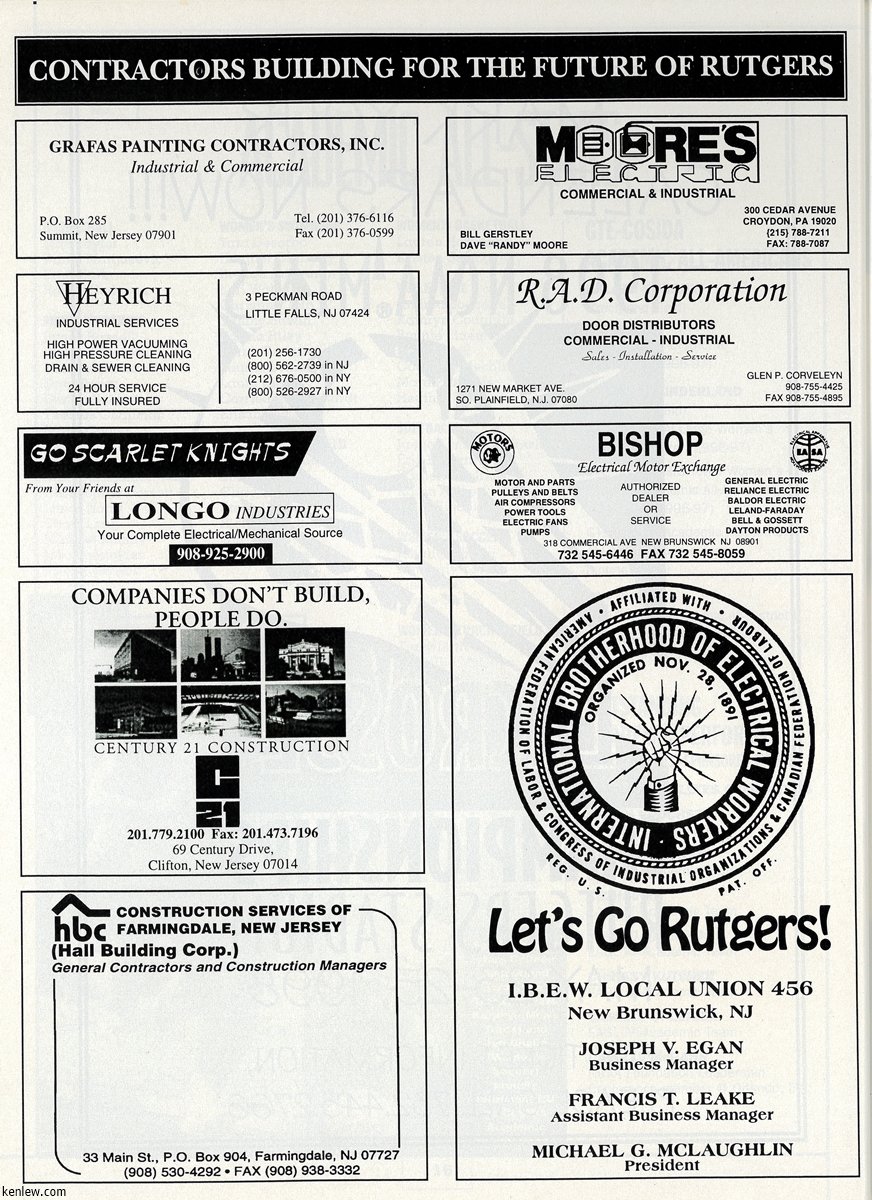 CONTRACTORS BUILDING FOR THE FUTURE OF RUTGERS
GRAFAS PAINTING CONTRACTORS, INC.
Industrial & Commercial
P.O. Box 285
Summit, New Jersey 07901
Tel. (201) 376-6116
Fax (201) 376-0599
MOORE'S
ELECTRIC
COMMERCIAL & INDUSTRIAL
BILL GERSTLEY
DAVE "RANDY" MOORE
300 CEDAR AVENUE
CROYDON, PA 19020
(215) 788-7211
FAX: 788-7087
HEYRICH
INDUSTRIAL SERVICES
HIGH POWER VACUUMING
HIGH PRESSURE CLEANING
DRAIN & SEWER CLEANING
24 HOUR SERVICE
FULLY INSURED
3 PECKMAN ROAD
LITTLE FALLS, NJ 07424
(201) 256-1730
(800) 562-2739 in NJ
(212) 676-0500 in NY
(800) 526-2927 in NY
R.A.D. Corporation
DOOR DISTRIBUTORS
COMMERCIAL - INDUSTRIAL
Sales - Installation - Service
1271 NEW MARKET AVE.
SO. PLAINFIELD, N.J. 07080
GLEN P. CORVELEYN
908-755-4425
FAX 908-755-4895
GO SCARLET KNIGHTS
From Your Friends at
LONGO INDUSTRIES
Your Complete Electrical/Mechanical Source
908-925-2900
MOTORS
EASA
BISHOP
Electrical Motor Exchange
MOTOR AND PARTS
PULLEYS AND BELTS
AIR COMPRESSORS
POWER TOOLS
ELECTRIC FANS
PUMPS
AUTHORIZED
DEALER
OR
SERVICE
GENERAL ELECTRIC
RELIANCE ELECTRIC
BALDOR ELECTRIC
LELAND-FARADAY
BELL & GOSSETT
DAYTON PRODUCTS
318 COMMERCIAL AVE NEW BRUNSWICK NJ 08901
732 545-6446 FAX 732 545-8059
COMPANIES DON'T BUILD,
PEOPLE DO.
CENTURY 21 CONSTRUCTION
C
21
201.779.2100 Fax: 201.473.7196
69 Century Drive,
Clifton, New Jersey 07014
hbc
CONSTRUCTION SERVICES OF
FARMINGDALE, NEW JERSEY
(Hall Building Corp.)
General Contractors and Construction Managers
33 Main St., P.O. Box 904, Farmingdale, NJ 07727
(908) 530-4292 • FAX (908) 938-3332
• AFFILIATED WITH •
AMERICAN FEDERATION OF LABOR & CONGRESS OF INDUSTRIAL ORGANIZATIONS & CANADIAN FEDERATION OF LABOUR
INTERNATIONAL BROTHERHOOD OF ELECTRICAL WORKERS •
ORGANIZED NOV. 28, 1891
REG. U.S. PAT. OFF.
Let's Go Rutgers!
I.B.E.W. LOCAL UNION 456
New Brunswick, NJ
JOSEPH V. EGAN
Business Manager
FRANCIS T. LEAKE
Assistant Business Manager
MICHAEL G. MCLAUGHLIN
President
kenlew.com